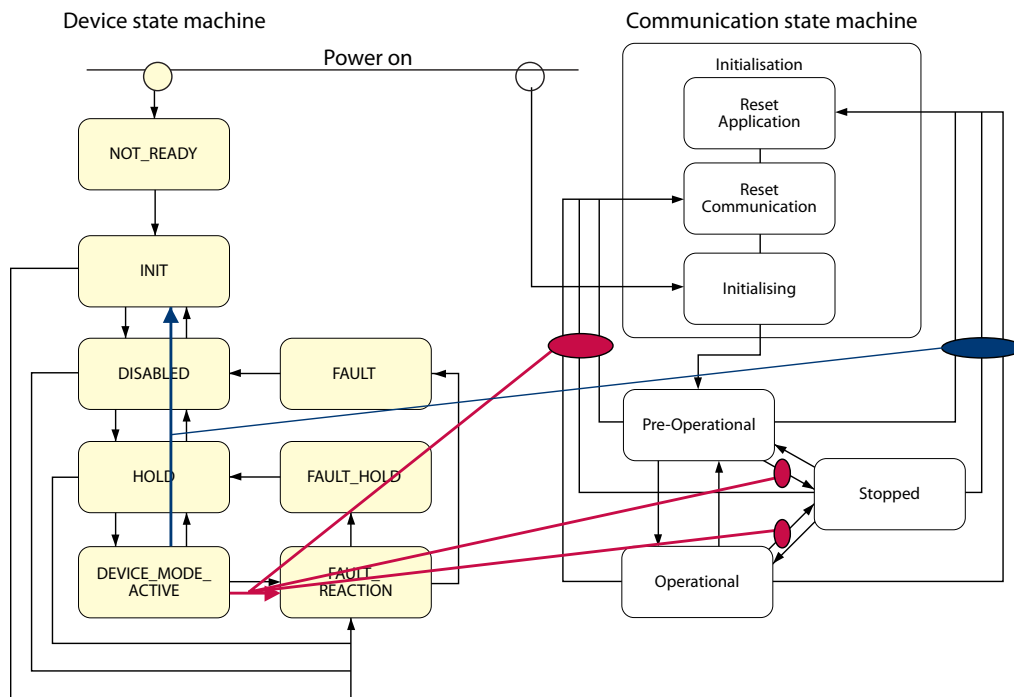 Device state machine
Communication state machine
Power on
Initialisation
Reset
Application
NOT_READY
Reset
Communication
INIT
Initialising
DISABLED
FAULT
Pre-Operational
HOLD
FAULT_HOLD
Stopped
DEVICE_MODE_
ACTIVE
FAULT_
REACTION
Operational